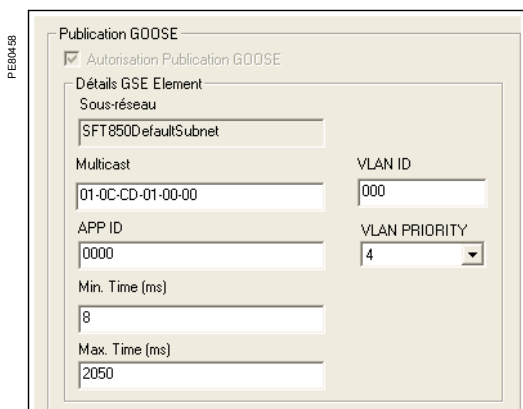 PE80458
Publication GOOSE
Autorisation Publication GOOSE
Détails GSE Element
Sous-réseau
SFT850DefaultSubnet
Multicast
VLAN ID
01-0C-CD-01-00-00
000
APP ID
VLAN PRIORITY
0000
4
Min. Time (ms)
8
Max. Time (ms)
2050